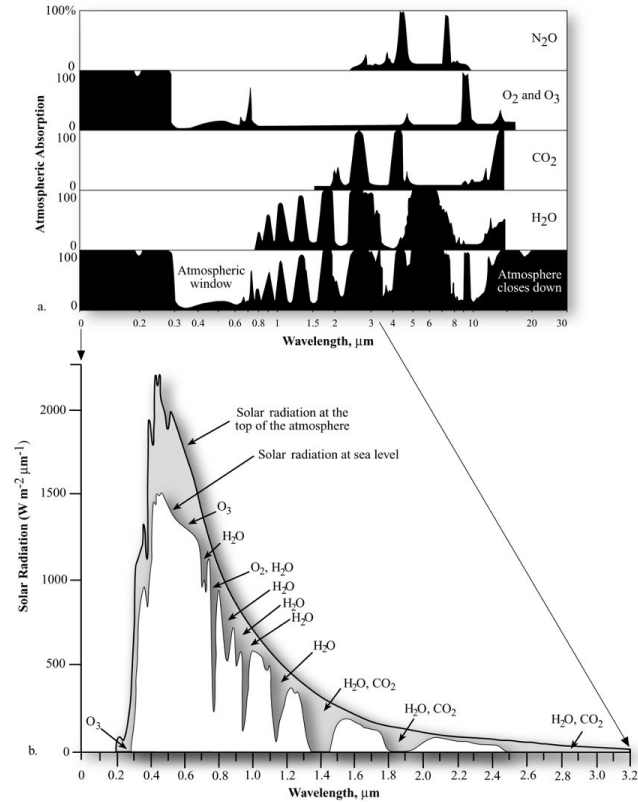 100%
N2O
0
100
O2 and O3
0
100
CO2
0
100
H2O
0
100
Atmospheric
window
Atmosphere
closes down
0
Atmospheric Absorption
a.
0 0.2 0.3 0.4 0.6 0.8 1 1.5 2 3 4 5 6 8 10 20 30
Wavelength, μm
2000
Solar radiation at the
top of the atmosphere
Solar radiation at sea level
1500
O3
H2O
O2, H2O
1000
H2O
H2O
H2O
500
H2O
H2O, CO2
H2O, CO2
H2O, CO2
O3
0
Solar Radiation (W m-2 μm-1)
b.
0 0.2 0.4 0.6 0.8 1.0 1.2 1.4 1.6 1.8 2.0 2.2 2.4 2.6 2.8 3.0 3.2
Wavelength, μm